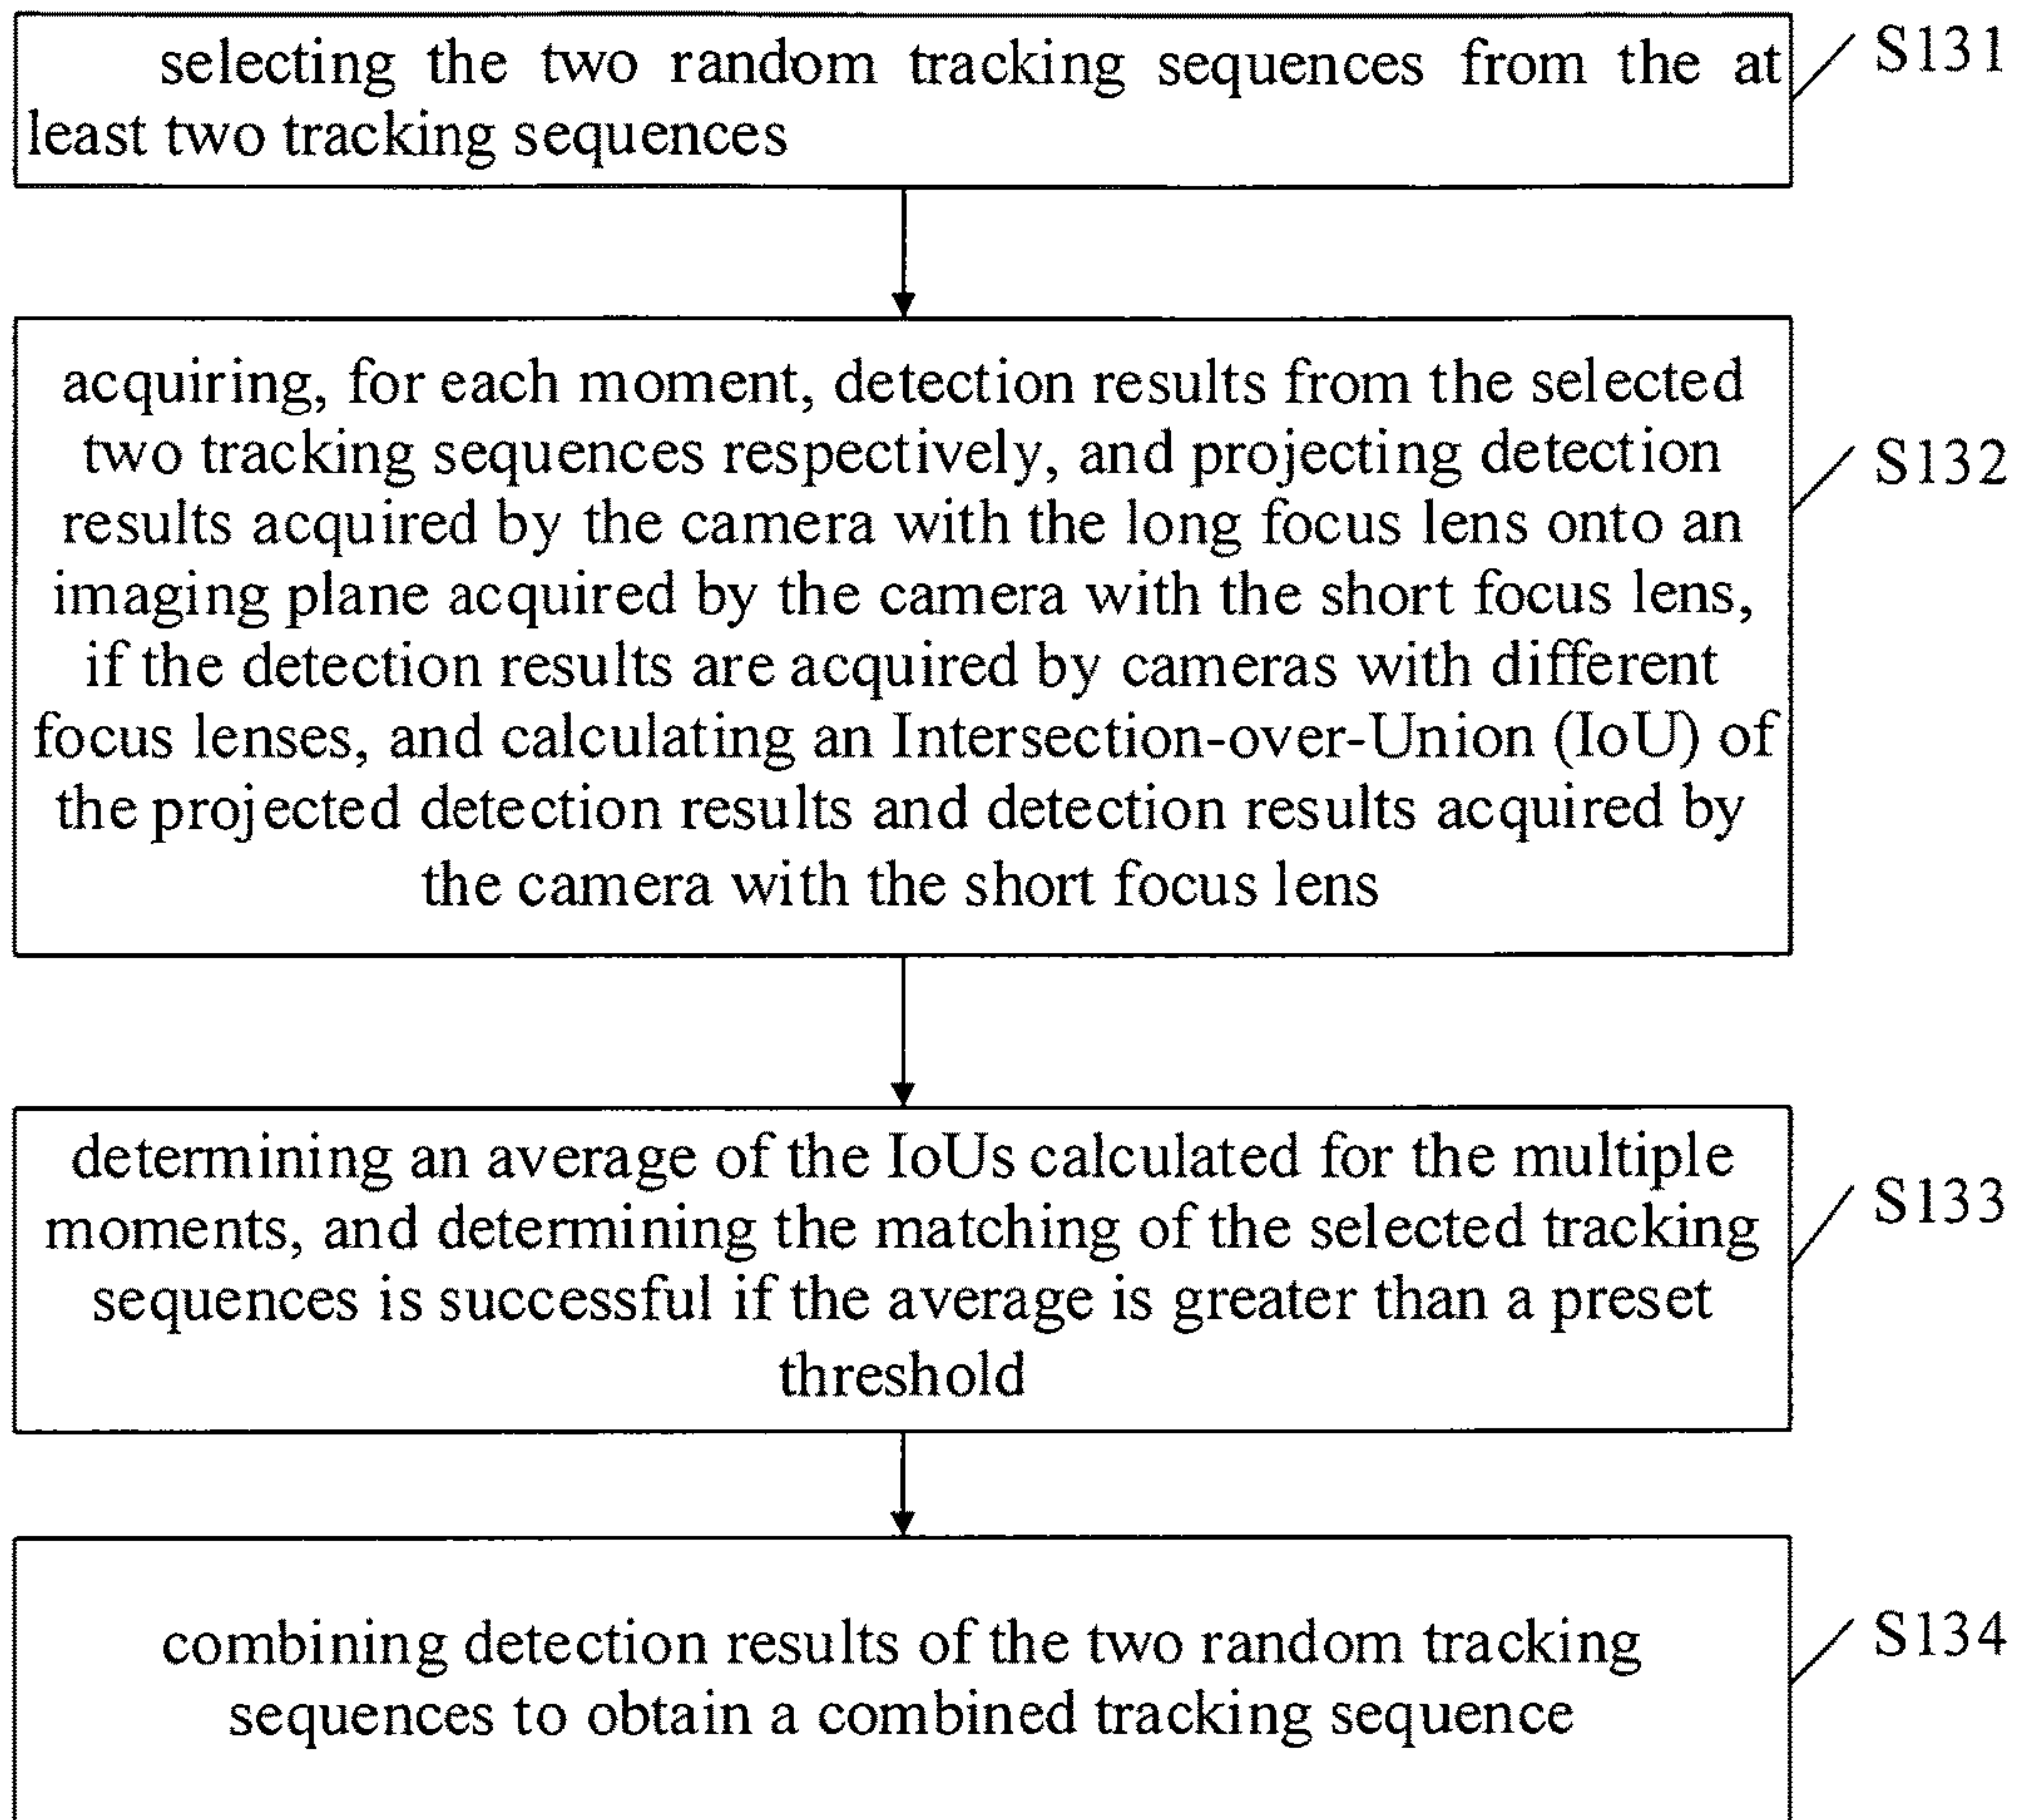 selecting the two random tracking sequences from the at
least two tracking sequences
S131
acquiring, for each moment, detection results from the selected
two tracking sequences respectively, and projecting detection
results acquired by the camera with the long focus lens onto an
imaging plane acquired by the camera with the short focus lens,
if the detection results are acquired by cameras with different
focus lenses, and calculating an Intersection-over-Union (IoU) of
the projected detection results and detection results acquired by
the camera with the short focus lens
S132
determining an average of the IoUs calculated for the multiple
moments, and determining the matching of the selected tracking
sequences is successful if the average is greater than a preset
threshold
S133
combining detection results of the two random tracking
sequences to obtain a combined tracking sequence
S134